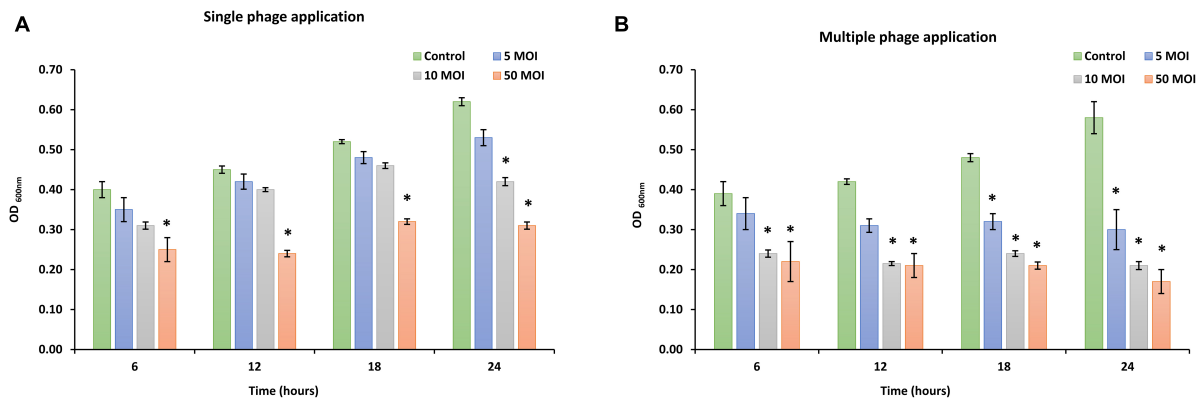 A
Single phage application
Control
5 MOI
10 MOI
50 MOI
0.70
0.60
0.50
0.40
0.30
0.20
0.10
0.00
OD 600nm
*
*
*
*
*
6
12
18
24
Time (hours)
B
Multiple phage application
Control
5 MOI
10 MOI
50 MOI
0.70
0.60
0.50
0.40
0.30
0.20
0.10
0.00
OD 600nm
* *
* *
* * *
* * *
6
12
18
24
Time (hours)